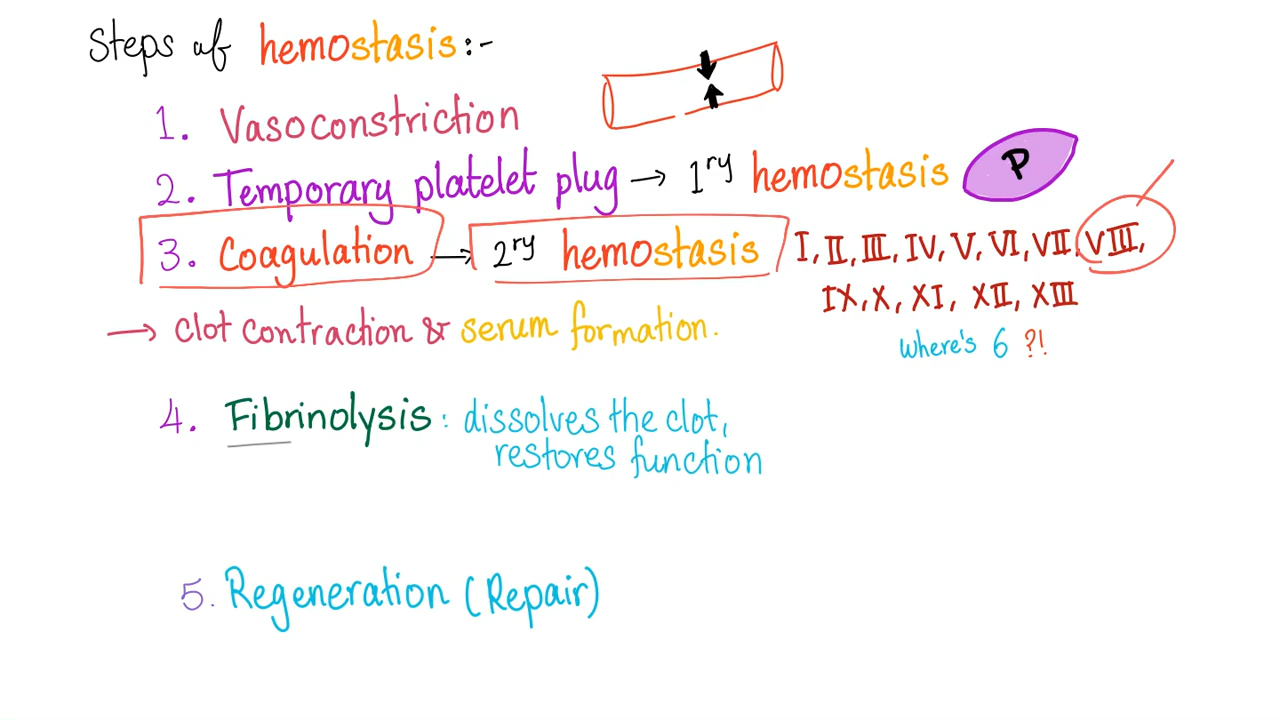 Steps of hemostasis:-
1. Vasoconstriction
2. Temporary platelet plug → 1ry hemostasis P
3. Coagulation → 2ry hemostasis I, II, III, IV, V, VI, VII, VIII,
IX, X, XI, XII, XIII
→ Clot contraction & serum formation.
where's 6 ?!
4. Fibrinolysis: dissolves the clot,
restores function
5. Regeneration (Repair)